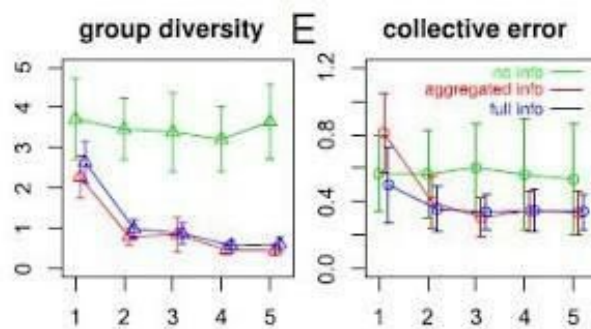 group diversity
E
collective error
5
4
3
2
1
0
1 2 3 4 5
1.2
0.8
0.4
0.0
no info
aggregated info
full info
1 2 3 4 5